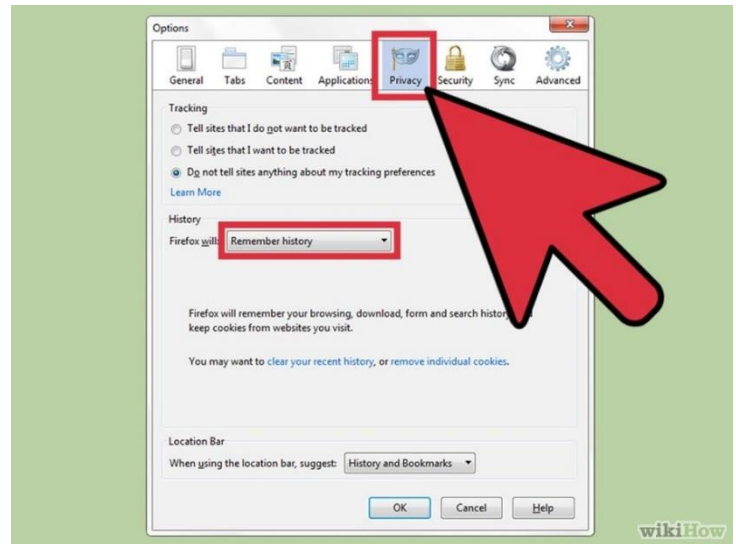 Options
General Tabs Content Applications Privacy Security Sync Advanced
Tracking
Tell sites that I do not want to be tracked
Tell sites that I want to be tracked
Do not tell sites anything about my tracking preferences
Learn More
History
Firefox will: Remember history
Firefox will remember your browsing, download, form and search history
keep cookies from websites you visit.
You may want to clear your recent history, or remove individual cookies.
Location Bar
When using the location bar, suggest: History and Bookmarks
OK Cancel Help
wikiHow